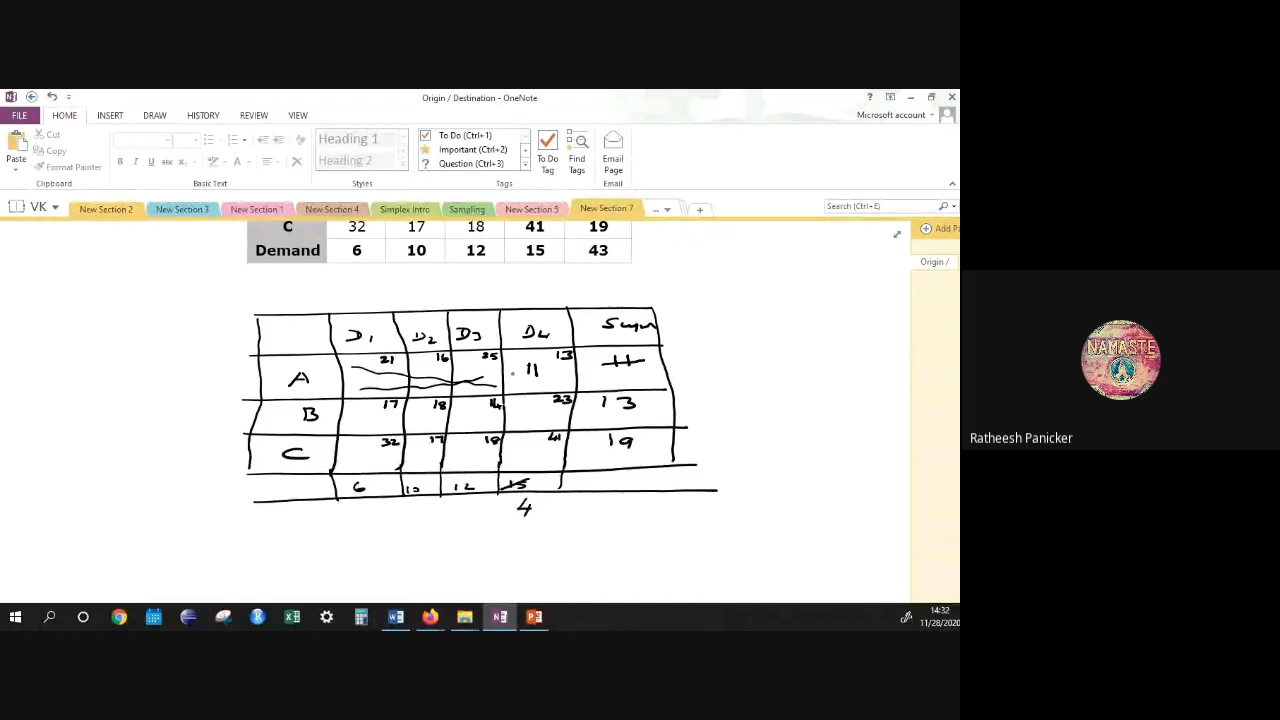 Origin / Destination - OneNote
? 
FILE HOME INSERT DRAW HISTORY REVIEW VIEW Microsoft account
Paste Cut Copy Format Painter
B I U abc X₂ A
Heading 1
Heading 2
To Do (Ctrl+1)
Important (Ctrl+2)
? Question (Ctrl+3)
To Do Tag
Find Tags
Email Page
Clipboard Basic Text Styles Tags Email
VK New Section 2 New Section 3 New Section 1 New Section 4 Simplex Intro Sampling New Section 5 New Section 7 ... + Search (Ctrl+E)
C 32 17 18 41 19
Demand 6 10 12 15 43
Add Pa
Origin /
D1 D2 D3 D4
A 21 16 25 11 13 11
B 17 18 14 23 13
C 32 17 18 41 19
6 10 12 15
4
NAMASTE
Ratheesh Panicker
14:32
11/28/2020